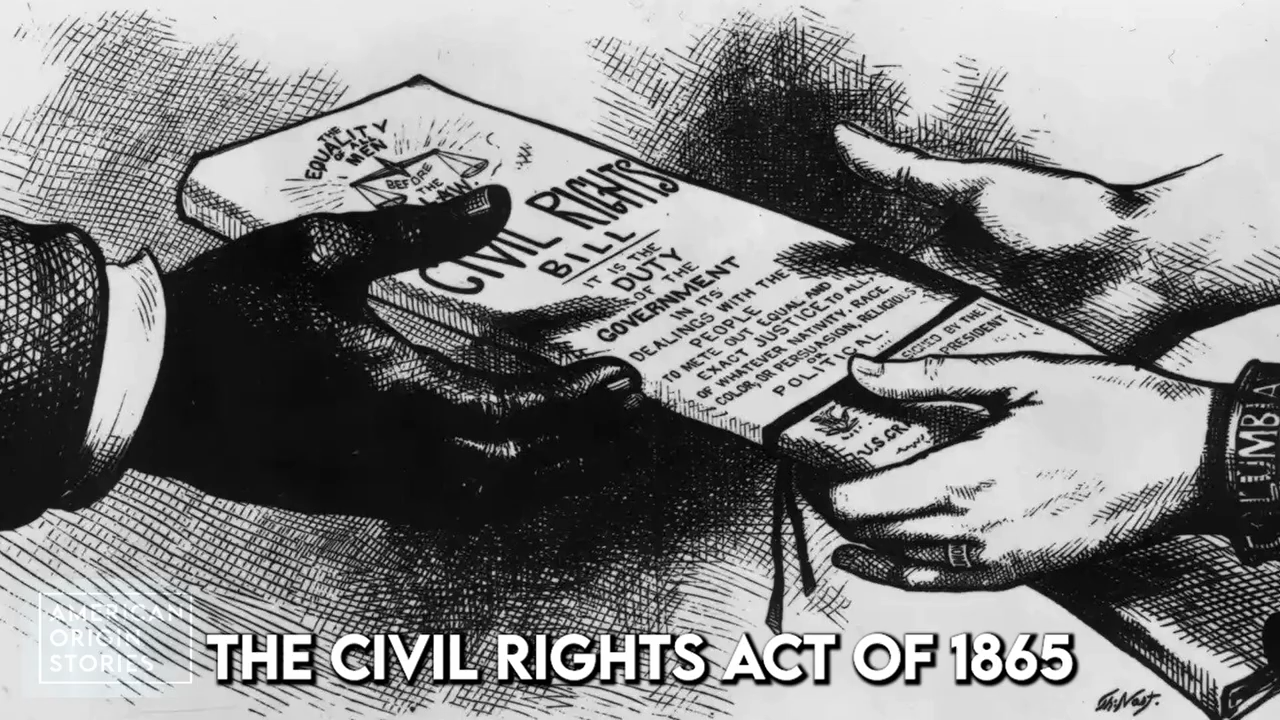 THE
EQUALITY
OF ALL
MEN
BEFORE
THE
LAW.
CIVIL RIGHTS
BILL
IT IS THE
DUTY
OF THE
GOVERNMENT
IN ITS
DEALINGS WITH THE
PEOPLE
TO METE OUT EQUAL AND
EXACT JUSTICE TO ALL,
OF WHATEVER NATIVITY, RACE,
COLOR, OR PERSUASION, RELIGIOUS
OR
POLITICAL.
BY THE
PRESIDENT
U.S.
UMBIA
Th: Nast.
AMERICAN
ORIGIN
STORIES
THE CIVIL RIGHTS ACT OF 1865